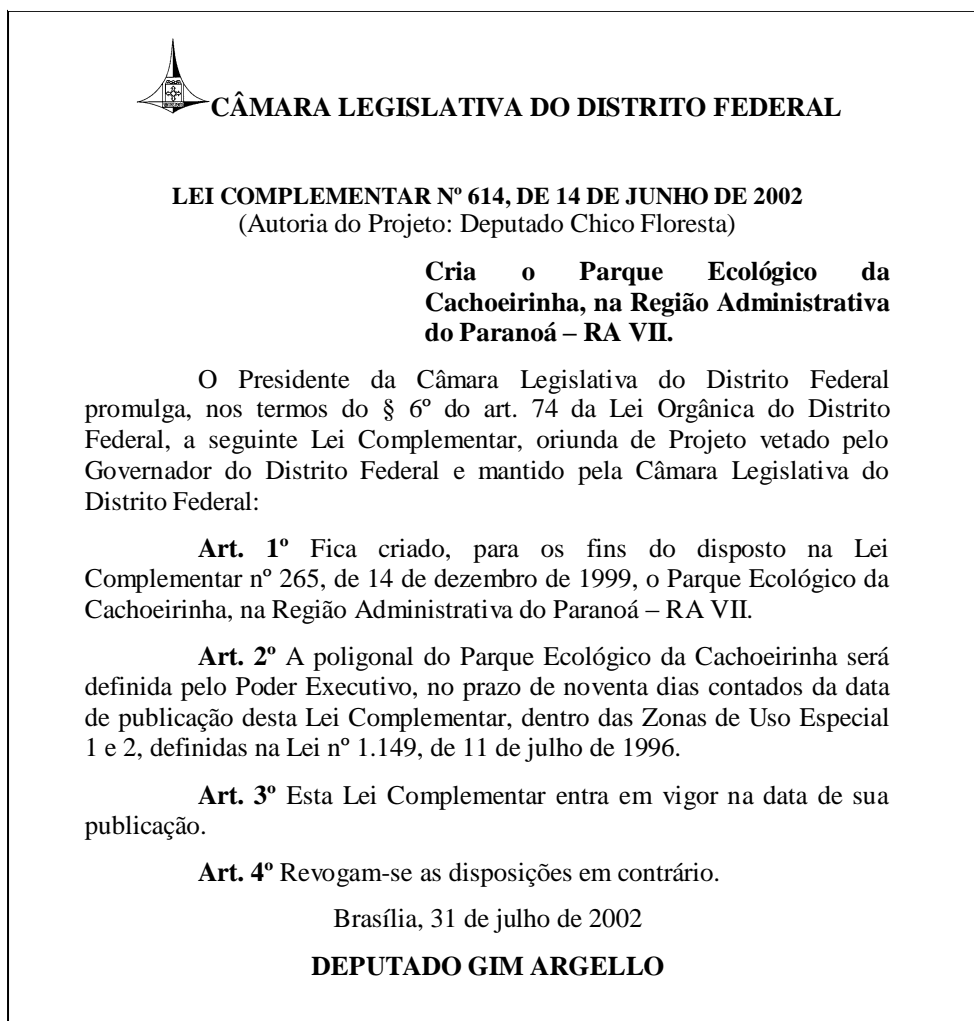 CÂMARA LEGISLATIVA DO DISTRITO FEDERAL
LEI COMPLEMENTAR Nº 614, DE 14 DE JUNHO DE 2002
(Autoria do Projeto: Deputado Chico Floresta)
Cria o Parque Ecológico da
Cachoeirinha, na Região Administrativa
do Paranoá – RA VII.
O Presidente da Câmara Legislativa do Distrito Federal
promulga, nos termos do § 6º do art. 74 da Lei Orgânica do Distrito
Federal, a seguinte Lei Complementar, oriunda de Projeto vetado pelo
Governador do Distrito Federal e mantido pela Câmara Legislativa do
Distrito Federal:
Art. 1º Fica criado, para os fins do disposto na Lei
Complementar nº 265, de 14 de dezembro de 1999, o Parque Ecológico da
Cachoeirinha, na Região Administrativa do Paranoá – RA VII.
Art. 2º A poligonal do Parque Ecológico da Cachoeirinha será
definida pelo Poder Executivo, no prazo de noventa dias contados da data
de publicação desta Lei Complementar, dentro das Zonas de Uso Especial
1 e 2, definidas na Lei nº 1.149, de 11 de julho de 1996.
Art. 3º Esta Lei Complementar entra em vigor na data de sua
publicação.
Art. 4º Revogam-se as disposições em contrário.
Brasília, 31 de julho de 2002
DEPUTADO GIM ARGELLO